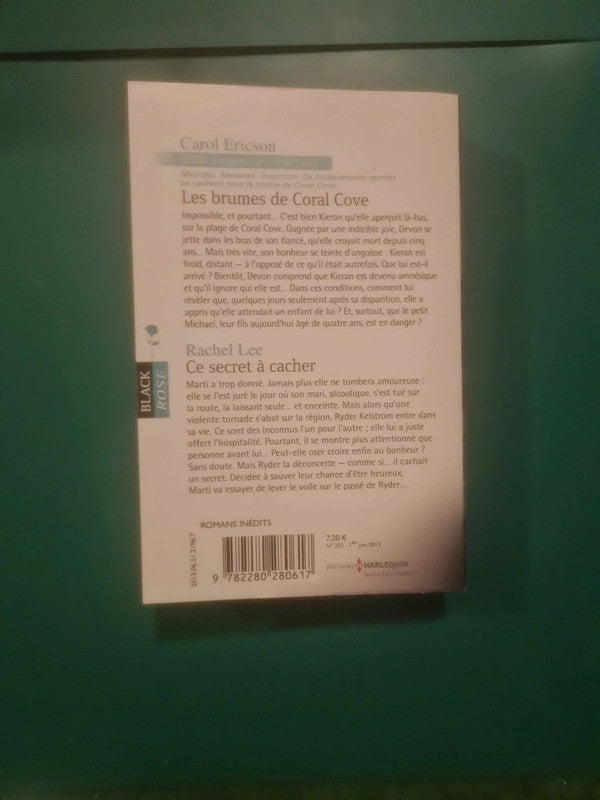 Carol Ericson
Meurtres. Menaces. Suspicion. De bouleversants secrets
se cachent sous la brume de Coral Cove.
Les brumes de Coral Cove
Impossible, et pourtant... C'est bien Kieran qu'elle aperçoit là-bas,
sur la plage de Coral Cove. Gagnée par une indicible joie, Devon se
jette dans les bras de son fiancé, qu'elle croyait mort depuis cinq
ans... Mais très vite, son bonheur se teinte d'angoisse : Kieran est
froid, distant — à l'opposé de ce qu'il était autrefois. Que lui est-il
arrivé ? Bientôt, Devon comprend que Kieran est devenu amnésique
et qu'il ignore qui elle est... Dans ces conditions, comment lui
révéler que, quelques jours seulement après sa disparition, elle a
appris qu'elle attendait un enfant de lui ? Et, surtout, que le petit
Michael, leur fils aujourd'hui âgé de quatre ans, est en danger ?
Rachel Lee
Ce secret à cacher
Marti a trop donné. Jamais plus elle ne tombera amoureuse :
elle se l'est juré le jour où son mari, alcoolique, s'est tué sur
la route, la laissant seule... et enceinte. Mais alors qu'une
violente tornade s'abat sur la région, Ryder Kelstrom entre dans
sa vie. Ce sont des inconnus l'un pour l'autre ; elle lui a juste
offert l'hospitalité. Pourtant, il se montre plus attentionné que
personne avant lui... Peut-elle oser croire enfin au bonheur ?
Sans doute. Mais Ryder la déconcerte — comme si... il cachait
un secret. Décidée à sauver leur chance d'être heureux,
Marti va essayer de lever le voile sur le passé de Ryder...
BLACK
ROSE
ROMANS INÉDITS
7,20 €
N° 255 - 1er juin 2013
2013.06.51.2196.7
9 782280 280617
éditions HARLEQUIN